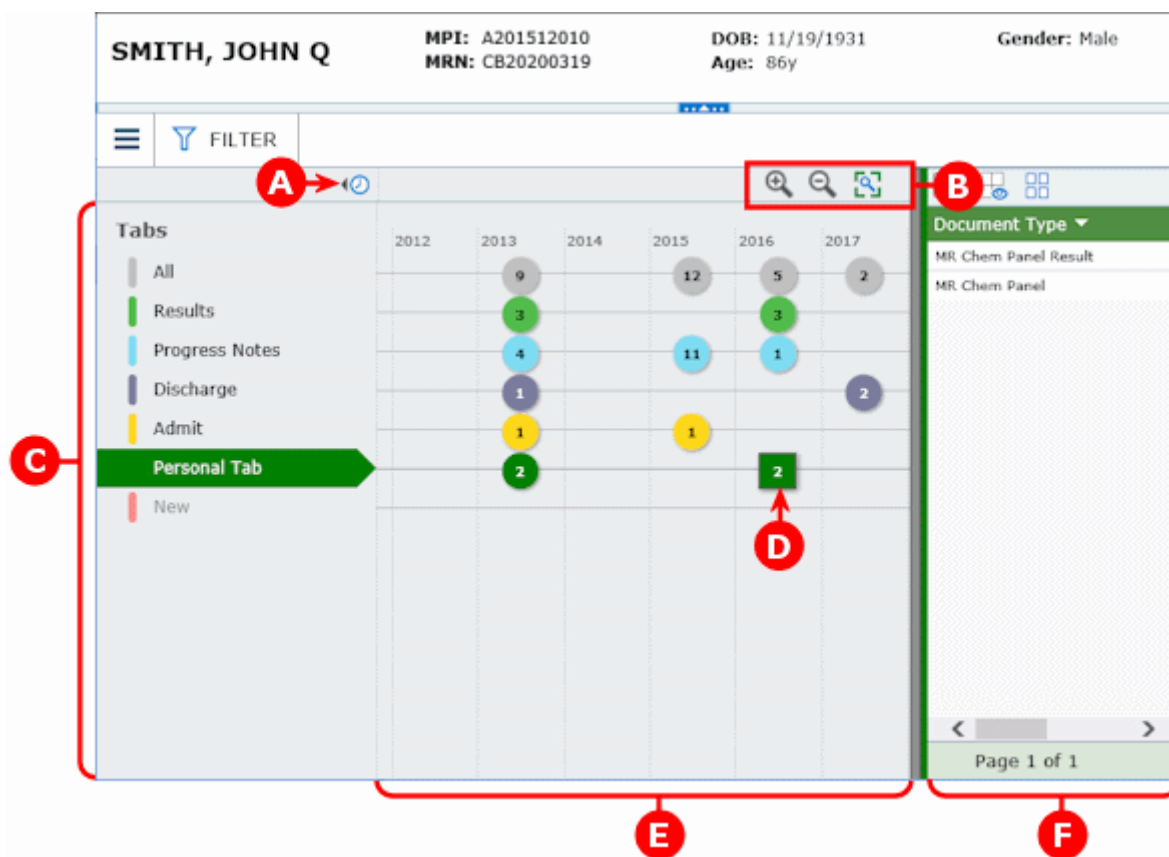 SMITH, JOHN Q
MPI: A201512010
MRN: CB20200319
DOB: 11/19/1931
Age: 86y
Gender: Male
FILTER
A
B
Tabs
2012 2013 2014 2015 2016 2017
Document Type
MR Chem Panel Result
MR Chem Panel
All 9 12 5 2
Results 3 3
Progress Notes 4 11 1
Discharge 1 2
Admit 1 1
C
Personal Tab 2 2
New
D
Page 1 of 1
E
F